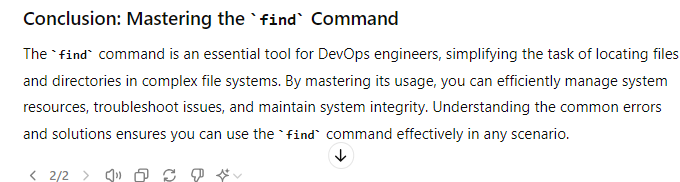 Conclusion: Mastering the `find` Command
The `find` command is an essential tool for DevOps engineers, simplifying the task of locating files
and directories in complex file systems. By mastering its usage, you can efficiently manage system
resources, troubleshoot issues, and maintain system integrity. Understanding the common errors
and solutions ensures you can use the `find` command effectively in any scenario.
2/2